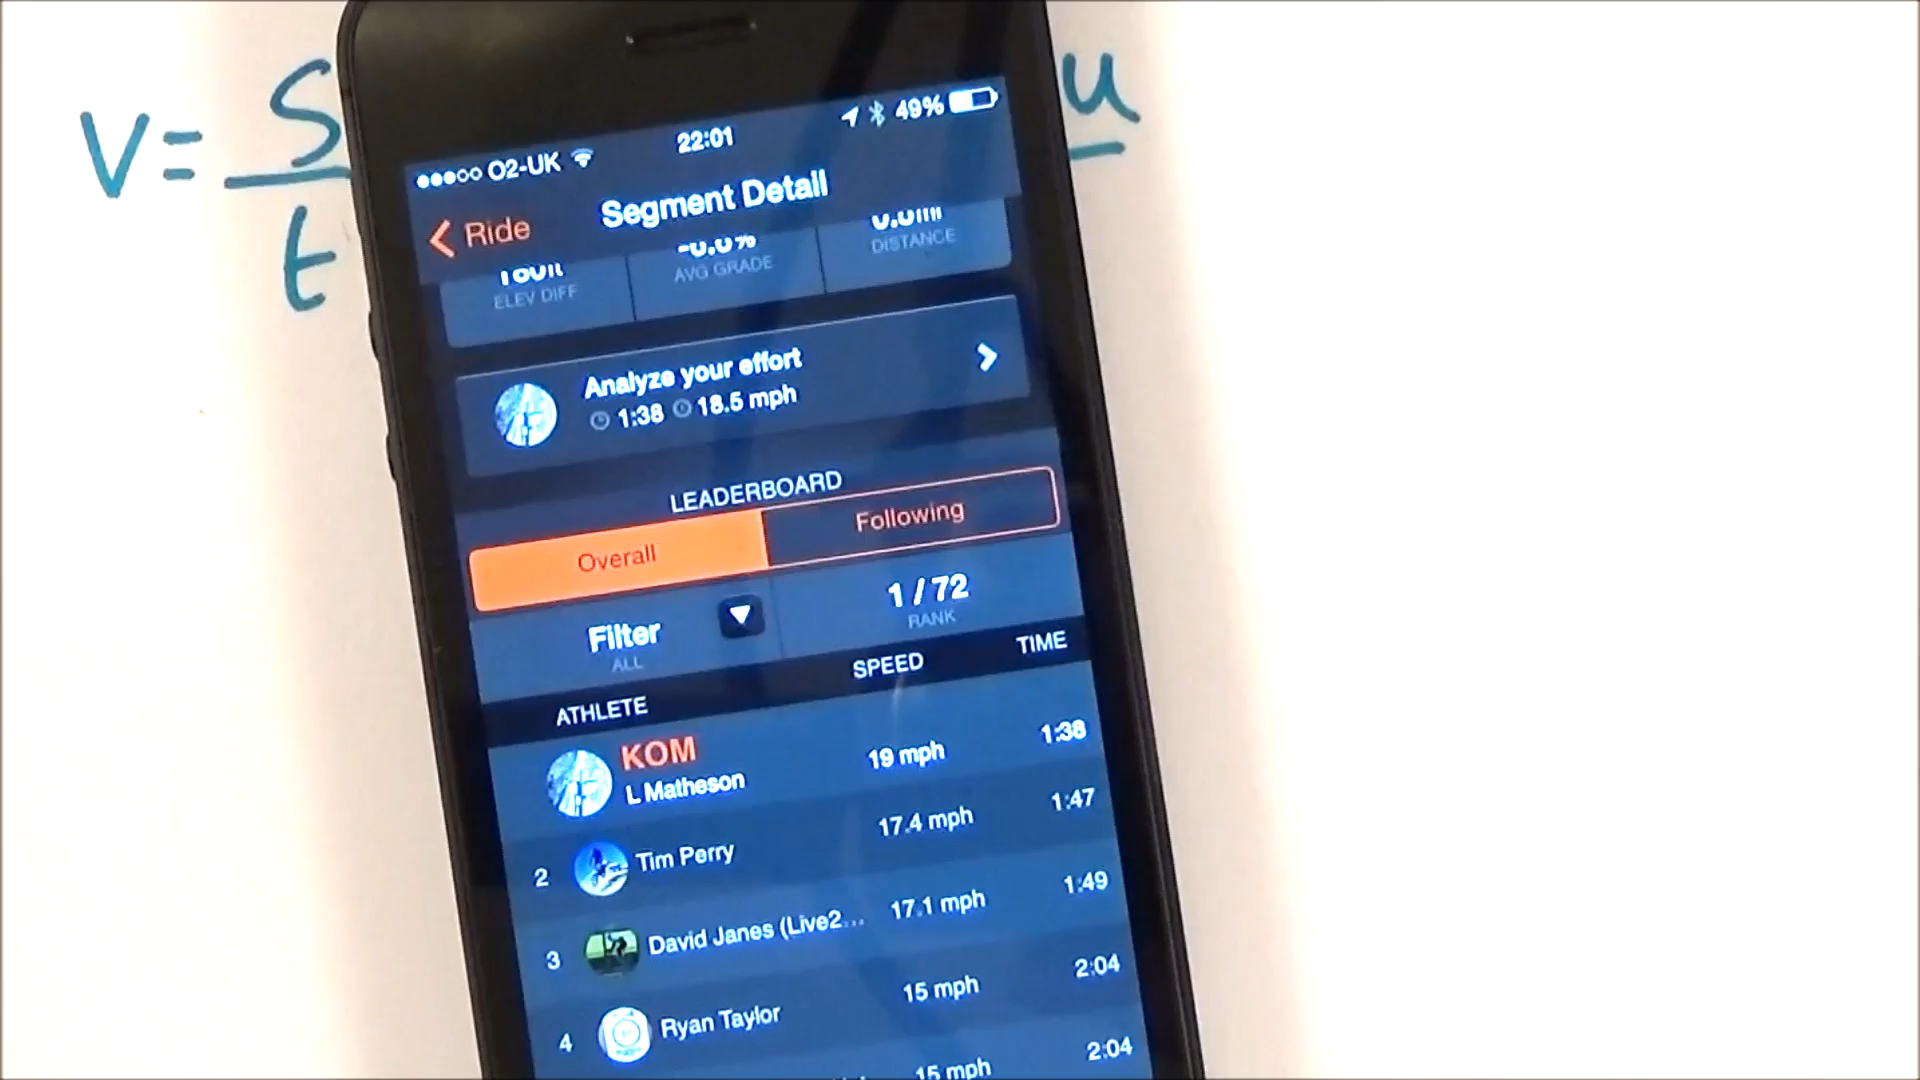 V = S
t
u
O2-UK 22:01 49%
Ride Segment Detail
ELEV DIFF AVG GRADE DISTANCE
Analyze your effort
1:38 18.5 mph
LEADERBOARD
Overall Following
Filter 1 / 72
ALL RANK
ATHLETE SPEED TIME
KOM
L Matheson 19 mph 1:38
2 Tim Perry 17.4 mph 1:47
3 David Janes (Live2... 17.1 mph 1:49
4 Ryan Taylor 15 mph 2:04
15 mph 2:04